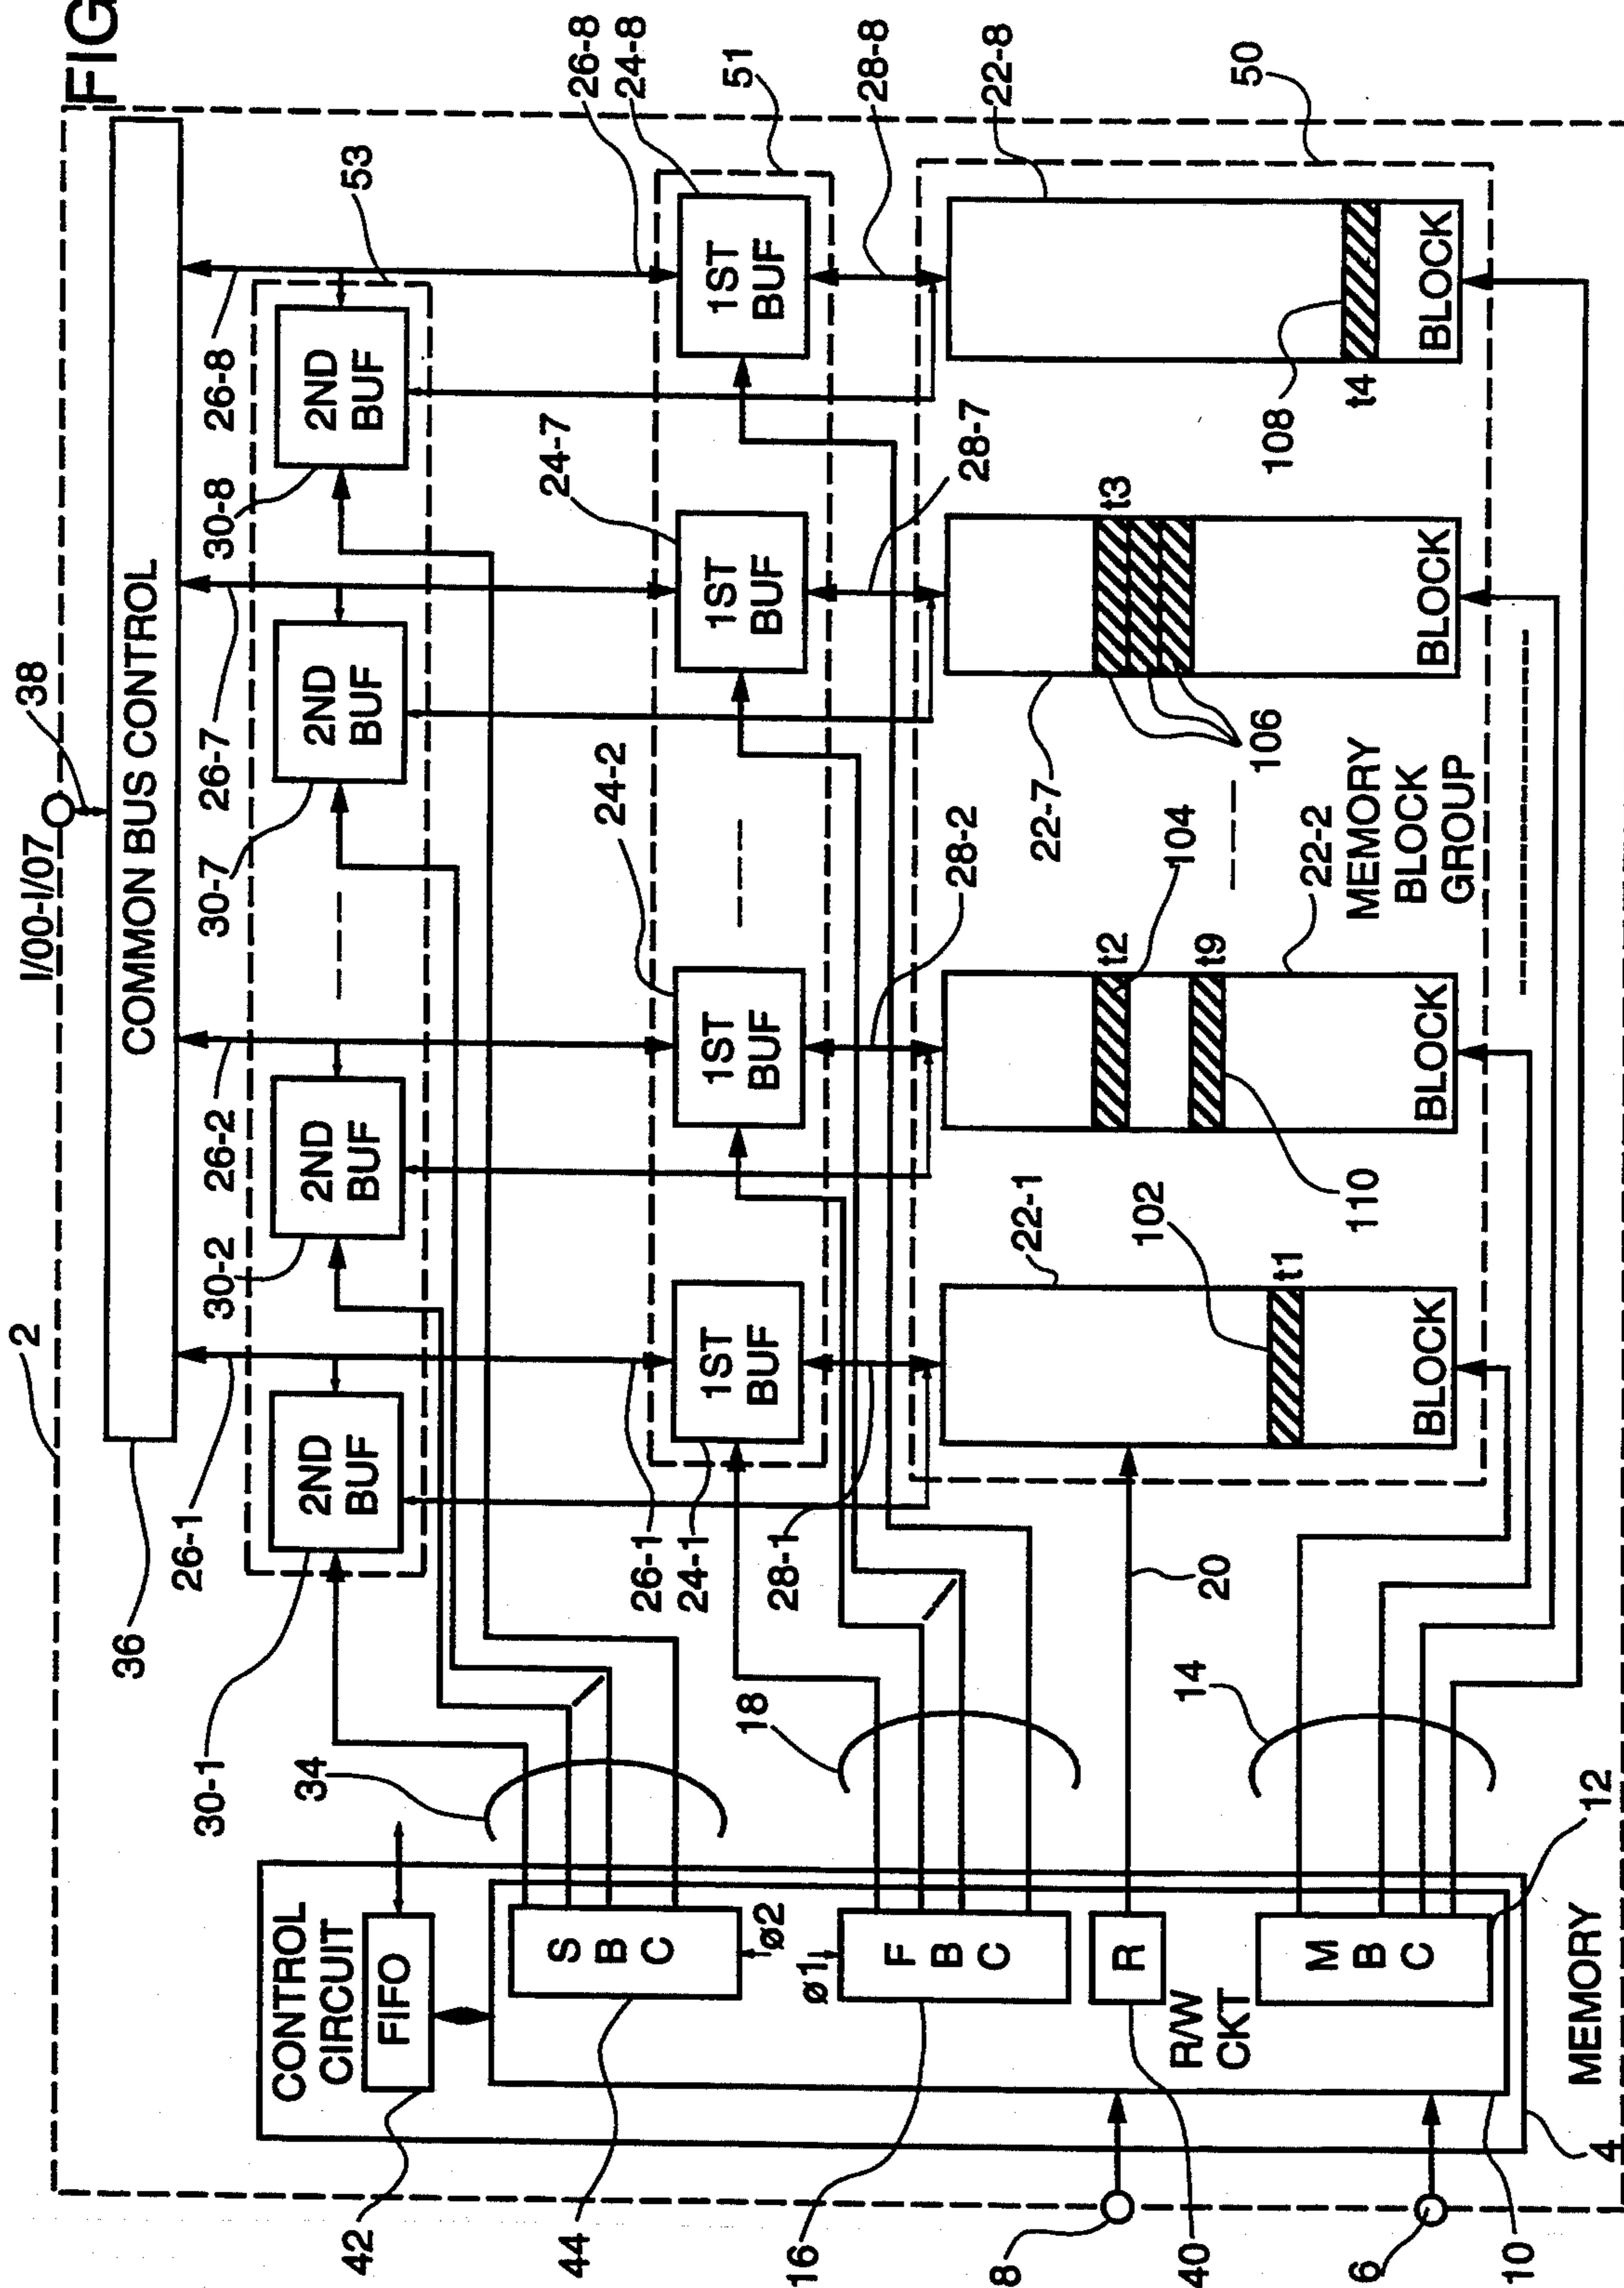 FIG
2
I/00-I/07
38
36
COMMON BUS CONTROL
26-1
30-2
26-2
30-7
26-7
30-8
26-8
53
30-1
2ND
BUF
2ND
BUF
2ND
BUF
2ND
BUF
34
26-8
24-8
26-1
24-1
24-2
24-7
51
1ST
BUF
1ST
BUF
1ST
BUF
1ST
BUF
18
28-1
28-2
28-7
28-8
22-1
22-8
22-7
102
104
106
108
110
t1
t2
t9
t3
t4
20
14
22-2
MEMORY
BLOCK
GROUP
50
BLOCK
BLOCK
BLOCK
BLOCK
CONTROL
CIRCUIT
FIFO
42
S
B
C
44
ø2
ø1
F
B
C
16
R
R/W
CKT
8
40
M
B
C
12
6
10
4
MEMORY